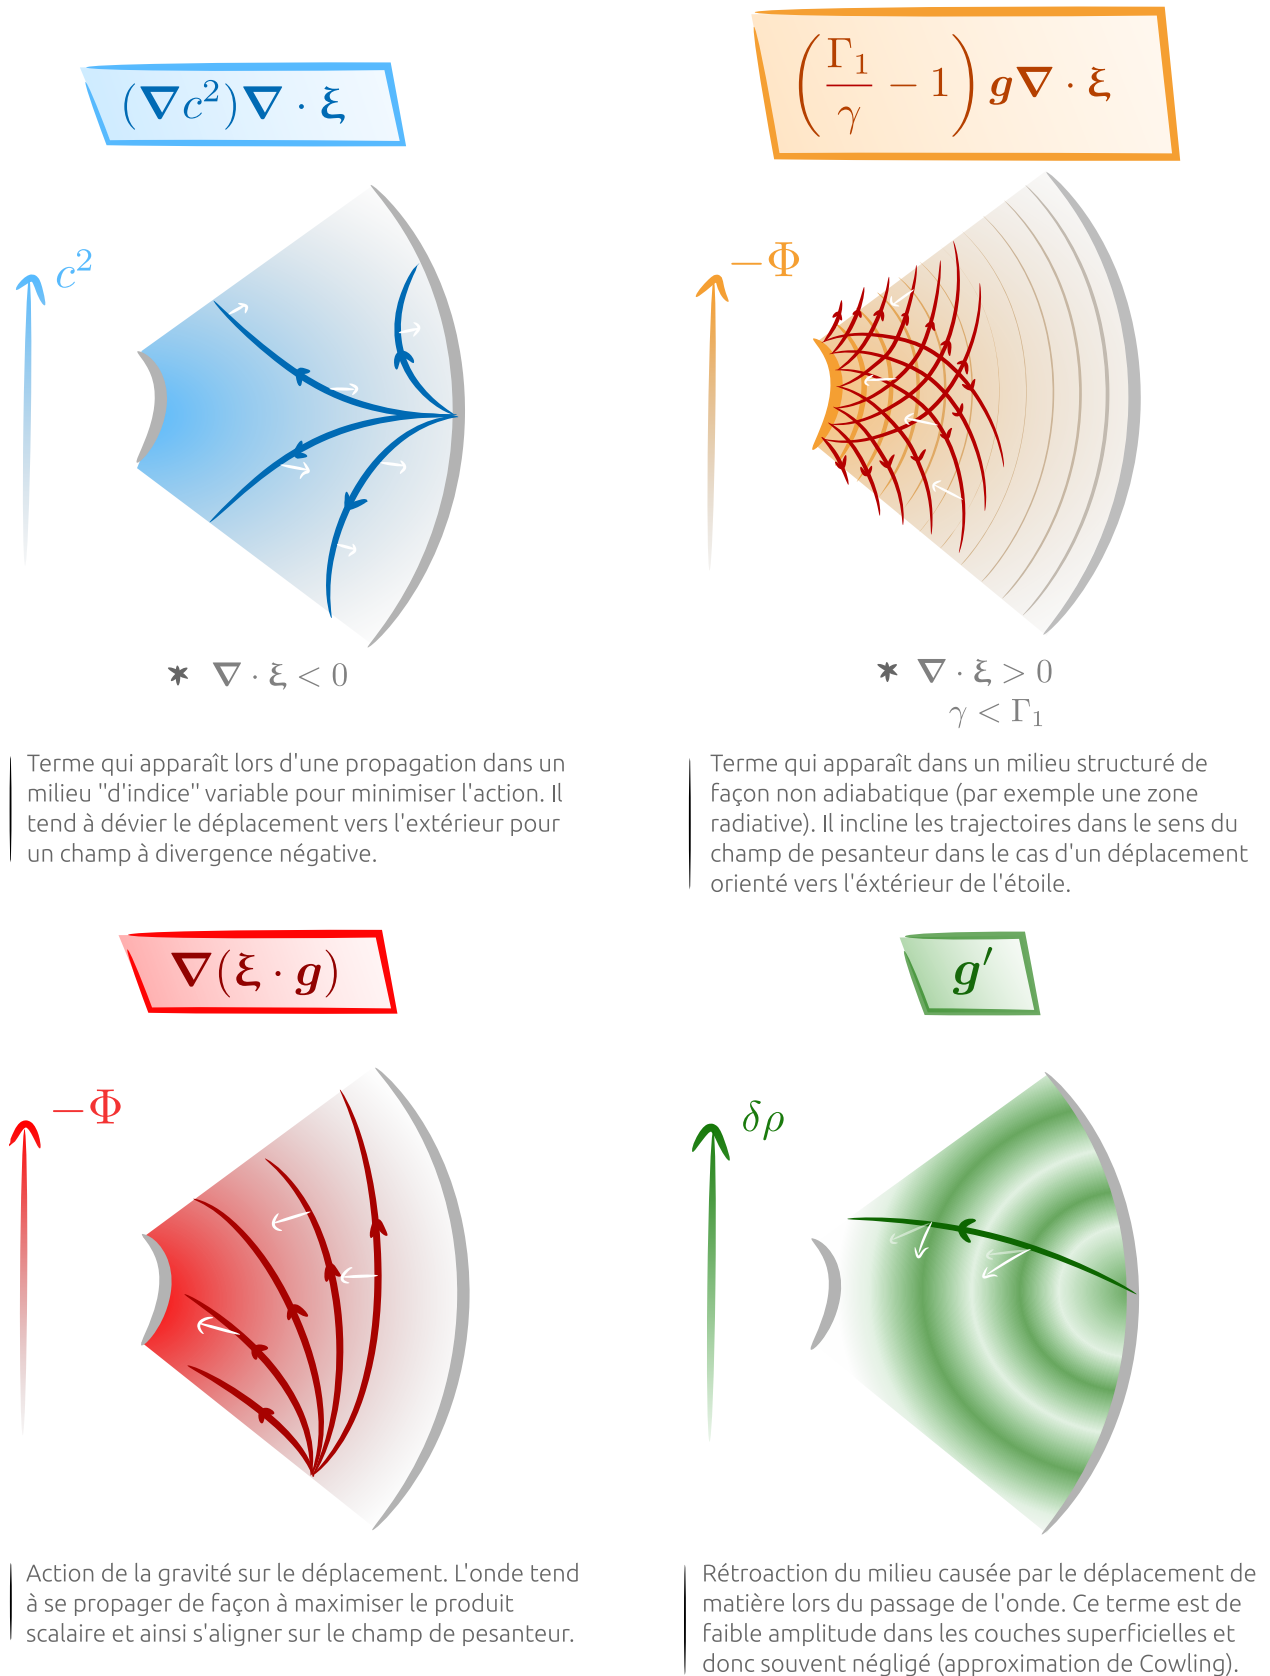 (∇c²)∇ · ξ
(Γ₁/γ − 1) g∇ · ξ
c²
−Φ
✶ ∇ · ξ < 0
✶ ∇ · ξ > 0
γ < Γ₁
Terme qui apparaît lors d'une propagation dans un
milieu "d'indice" variable pour minimiser l'action. Il
tend à dévier le déplacement vers l'extérieur pour
un champ à divergence négative.
Terme qui apparaît dans un milieu structuré de
façon non adiabatique (par exemple une zone
radiative). Il incline les trajectoires dans le sens du
champ de pesanteur dans le cas d'un déplacement
orienté vers l'éxtérieur de l'étoile.
∇(ξ · g)
g′
−Φ
δρ
Action de la gravité sur le déplacement. L'onde tend
à se propager de façon à maximiser le produit
scalaire et ainsi s'aligner sur le champ de pesanteur.
Rétroaction du milieu causée par le déplacement de
matière lors du passage de l'onde. Ce terme est de
faible amplitude dans les couches superficielles et
donc souvent négligé (approximation de Cowling).